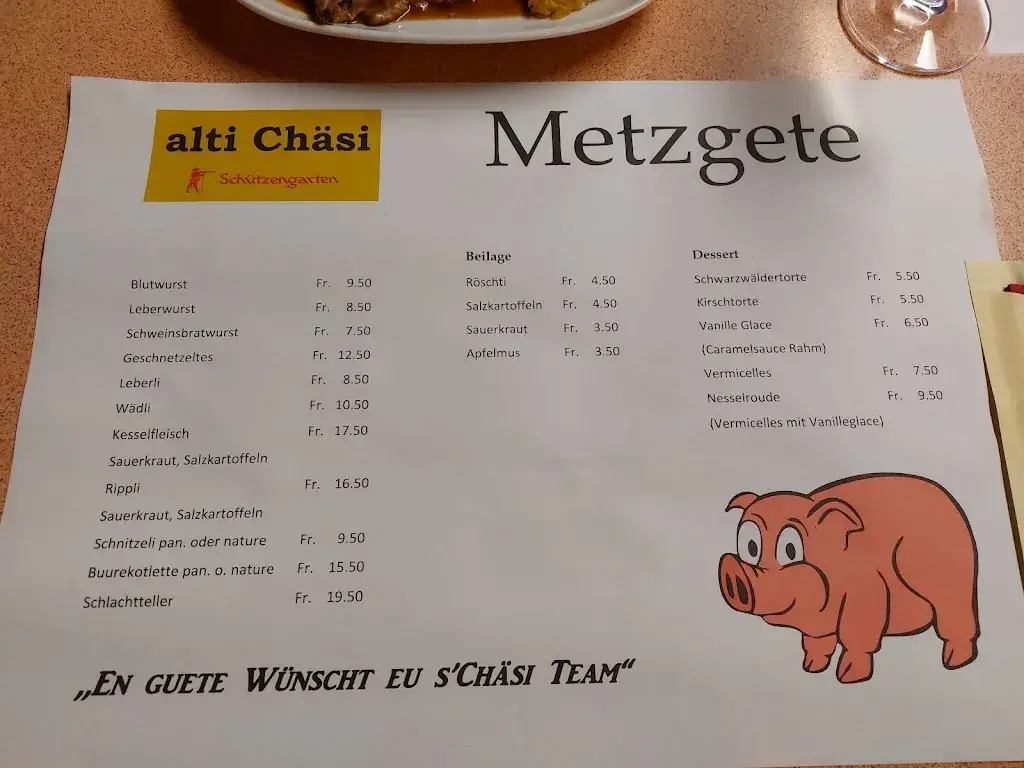 alti Chäsi
Schützengarten
Metzgete
Blutwurst Fr. 9.50
Leberwurst Fr. 8.50
Schweinsbratwurst Fr. 7.50
Geschnetzeltes Fr. 12.50
Leberli Fr. 8.50
Wädli Fr. 10.50
Kesselfleisch Fr. 17.50
Sauerkraut, Salzkartoffeln
Rippli Fr. 16.50
Sauerkraut, Salzkartoffeln
Schnitzeli pan. oder nature Fr. 9.50
Buurekotlette pan. o. nature Fr. 15.50
Schlachtteller Fr. 19.50
Beilage
Röschti Fr. 4.50
Salzkartoffeln Fr. 4.50
Sauerkraut Fr. 3.50
Apfelmus Fr. 3.50
Dessert
Schwarzwäldertorte Fr. 5.50
Kirschtorte Fr. 5.50
Vanille Glace Fr. 6.50
(Caramelsauce Rahm)
Vermicelles Fr. 7.50
Nesselroude Fr. 9.50
(Vermicelles mit Vanilleglace)
„En guete Wünscht eu s'Chäsi Team“